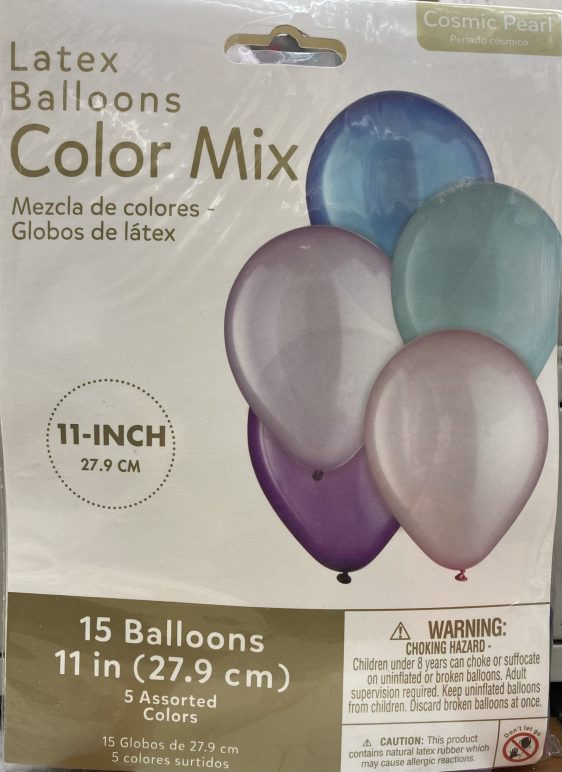 Cosmic Pearl
Perlado cósmico
Latex
Balloons
Color Mix
Mezcla de colores -
Globos de látex
11-INCH
27.9 CM
15 Balloons
11 in (27.9 cm)
5 Assorted
Colors
15 Globos de 27.9 cm
5 colores surtidos
WARNING:
CHOKING HAZARD -
Children under 8 years can choke or suffocate
on uninflated or broken balloons. Adult
supervision required. Keep uninflated balloons
from children. Discard broken balloons at once.
CAUTION: This product
contains natural latex rubber which
may cause allergic reactions.
Don't let go